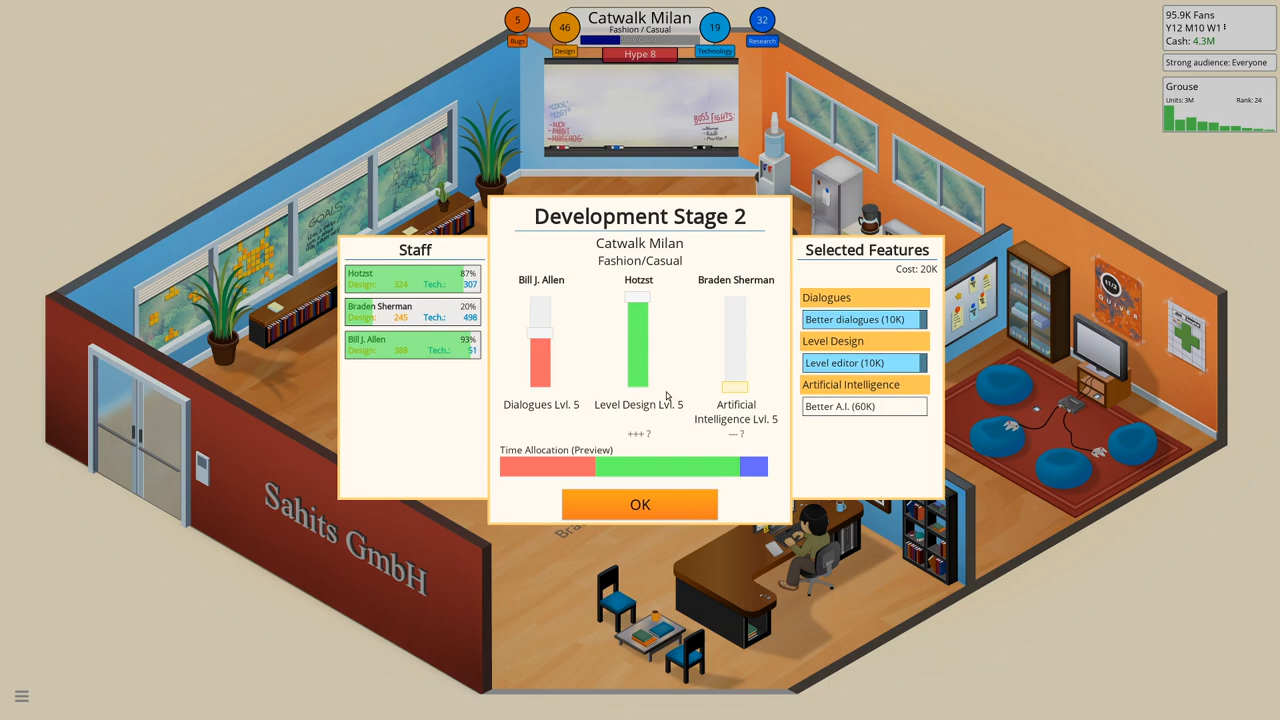 5
Bugs
46
Design
Catwalk Milan
Fashion / Casual
Hype 8
19
Technology
32
Research
95.9K Fans
Y12 M10 W1
Cash: 4.3M
Strong audience: Everyone
Grouse
Units: 3M
Rank: 24
BOSS FIGHTS:
GOALS:
Development Stage 2
Catwalk Milan
Fashion/Casual
Bill J. Allen
Hotzst
Braden Sherman
Dialogues Lvl. 5
Level Design Lvl. 5
Artificial
Intelligence Lvl. 5
+++ ?
--- ?
Time Allocation (Preview)
OK
Staff
Hotzst 87%
Design: 324 Tech.: 307
Braden Sherman 20%
Design: 245 Tech.: 498
Bill J. Allen 93%
Design: 388 Tech.: 51
Selected Features
Cost: 20K
Dialogues
Better dialogues (10K)
Level Design
Level editor (10K)
Artificial Intelligence
Better A.I. (60K)
QUIVER
Sahits GmbH
Bra